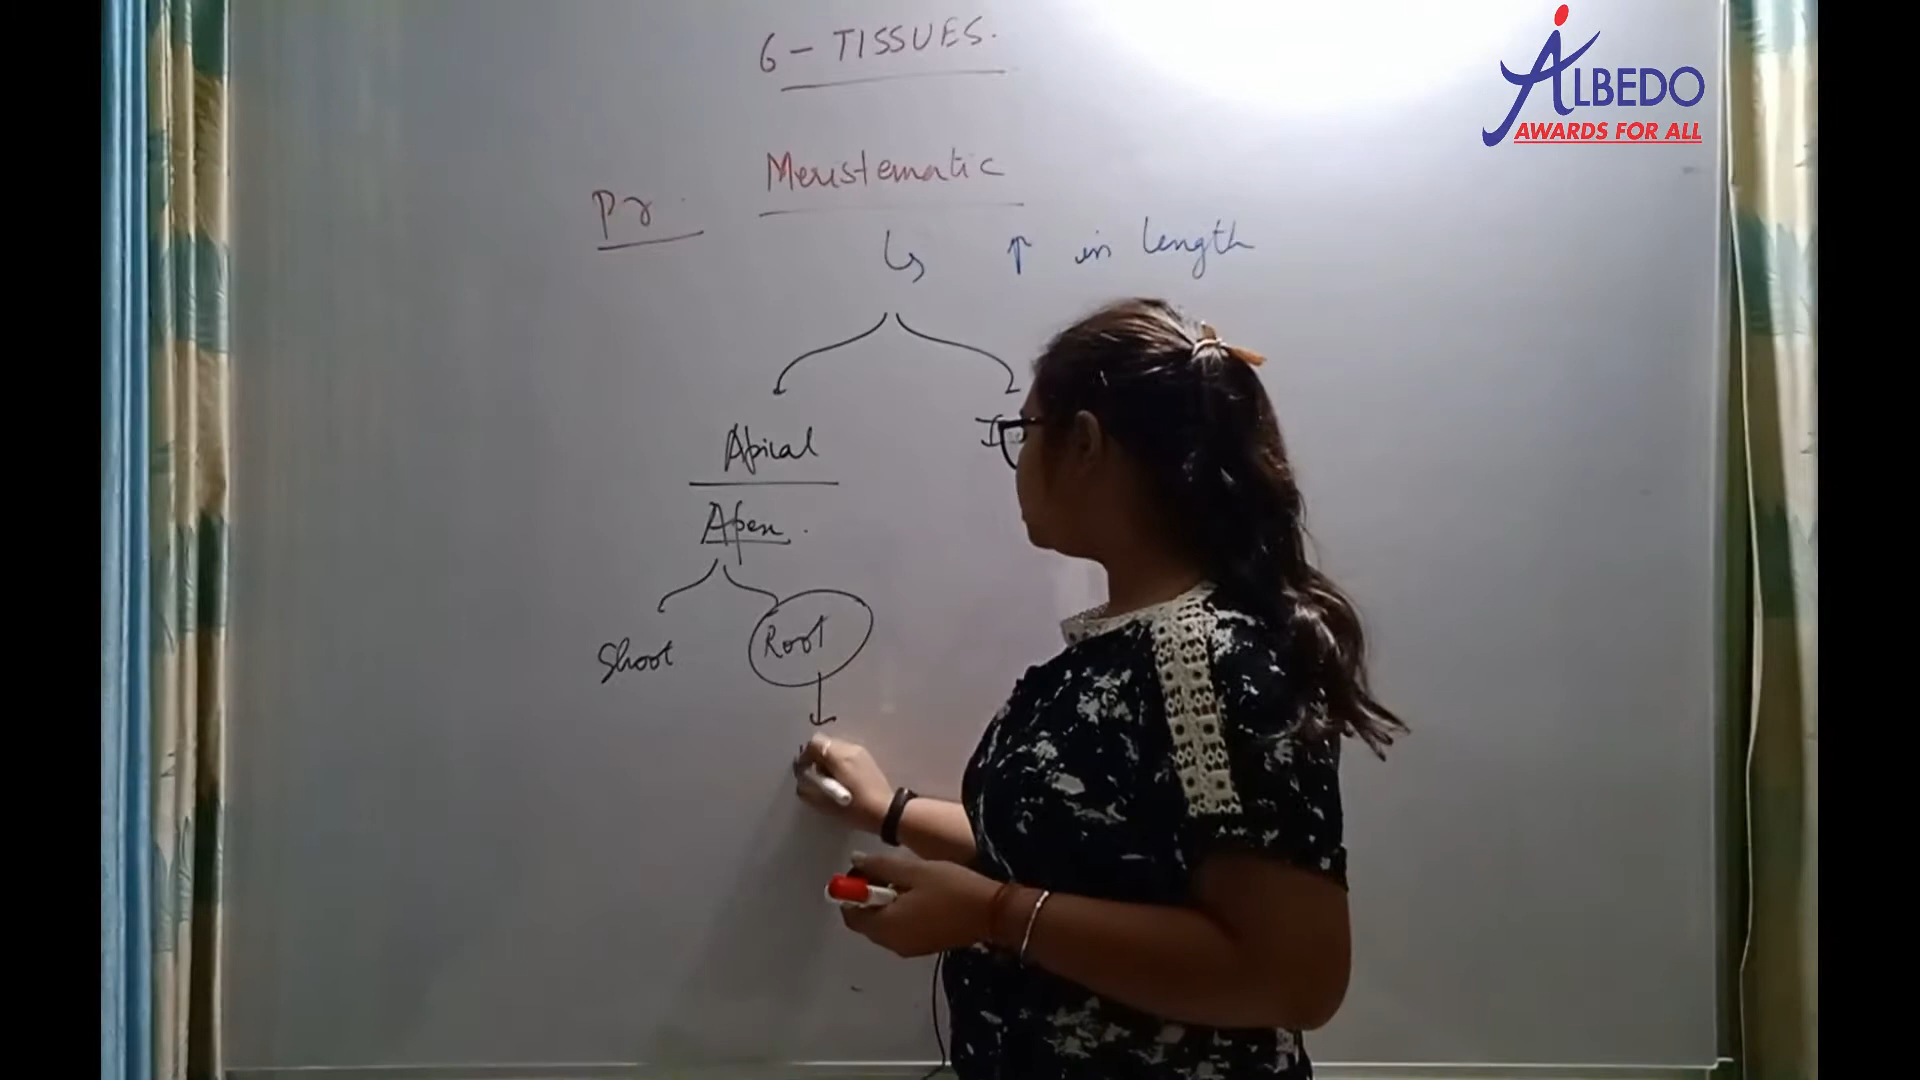 6 - TISSUES.
ALBEDO
AWARDS FOR ALL
Pr. Meristematic
↑ in length
Apical I
Apex.
Shoot Root